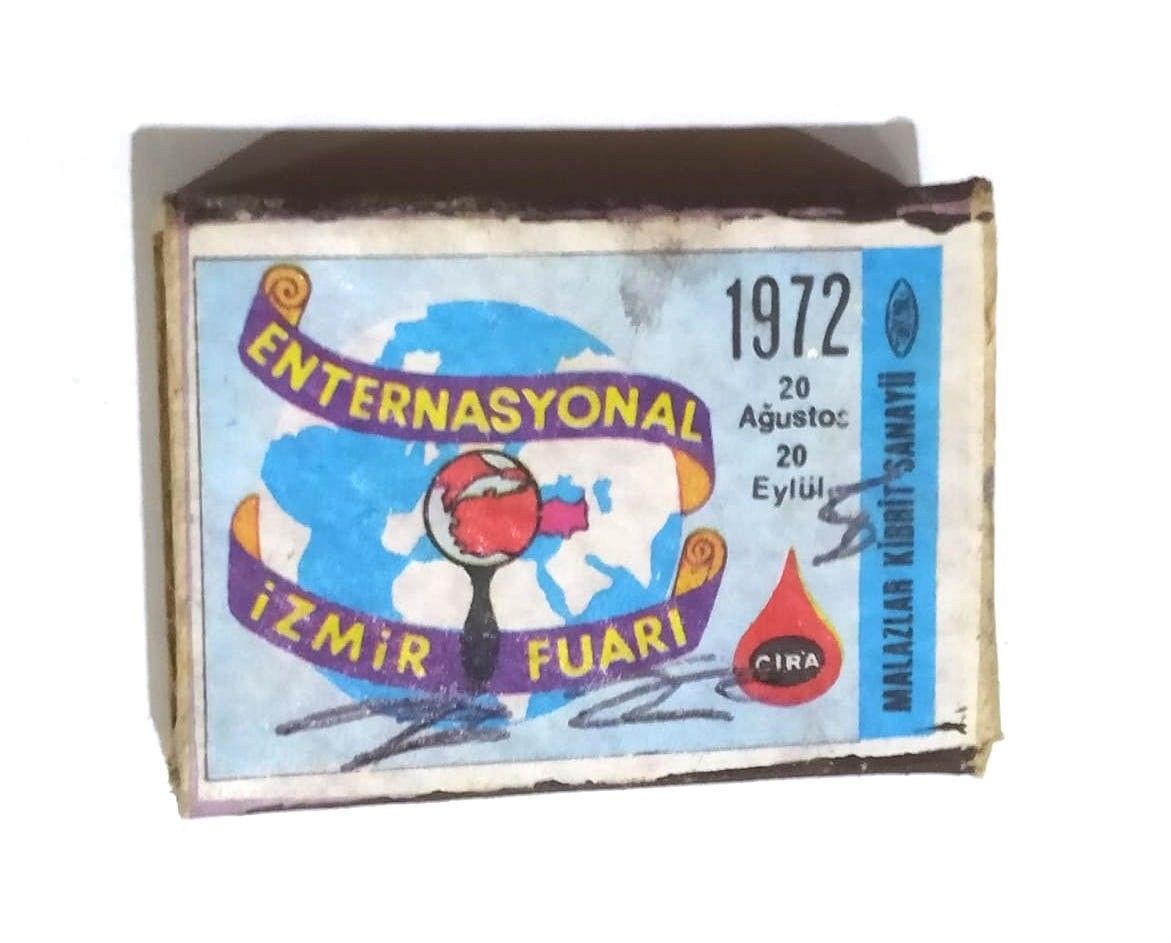 ENTERNASYONAL
İZMİR FUARI
1972
20
Ağustos
20
Eylül
ÇIRA
MALAZLAR KİBRİT SANAYİİ